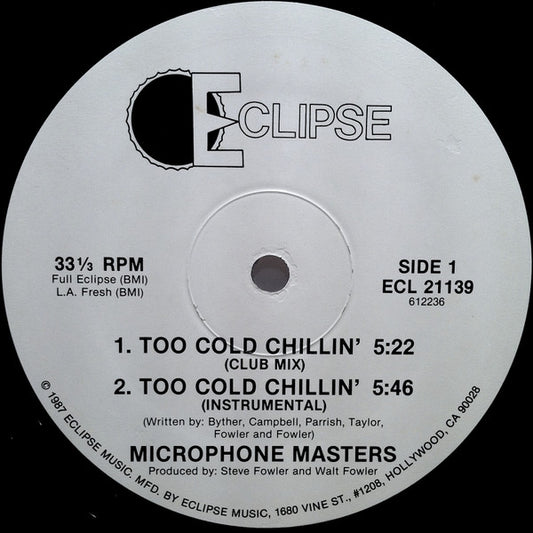 ECLIPSE
33 1/3 RPM
Full Eclipse (BMI)
L.A. Fresh (BMI)
SIDE 1
ECL 21139
612236
1. TOO COLD CHILLIN' 5:22
(CLUB MIX)
2. TOO COLD CHILLIN' 5:46
(INSTRUMENTAL)
(Written by: Byther, Campbell, Parrish, Taylor,
Fowler and Fowler)
MICROPHONE MASTERS
Produced by: Steve Fowler and Walt Fowler
© 1987 ECLIPSE MUSIC. MFD. BY ECLIPSE MUSIC, 1680 VINE ST., #1208, HOLLYWOOD, CA 90028